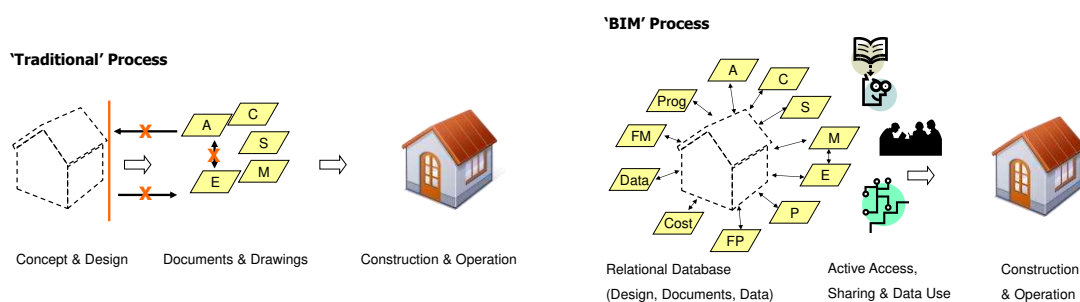 ‘Traditional’ Process
A
C
S
E
M
X
X
X
Concept & Design
Documents & Drawings
Construction & Operation
‘BIM’ Process
A
C
Prog
S
FM
M
Data
E
Cost
P
FP
Relational Database
(Design, Documents, Data)
Active Access,
Sharing & Data Use
Construction
& Operation